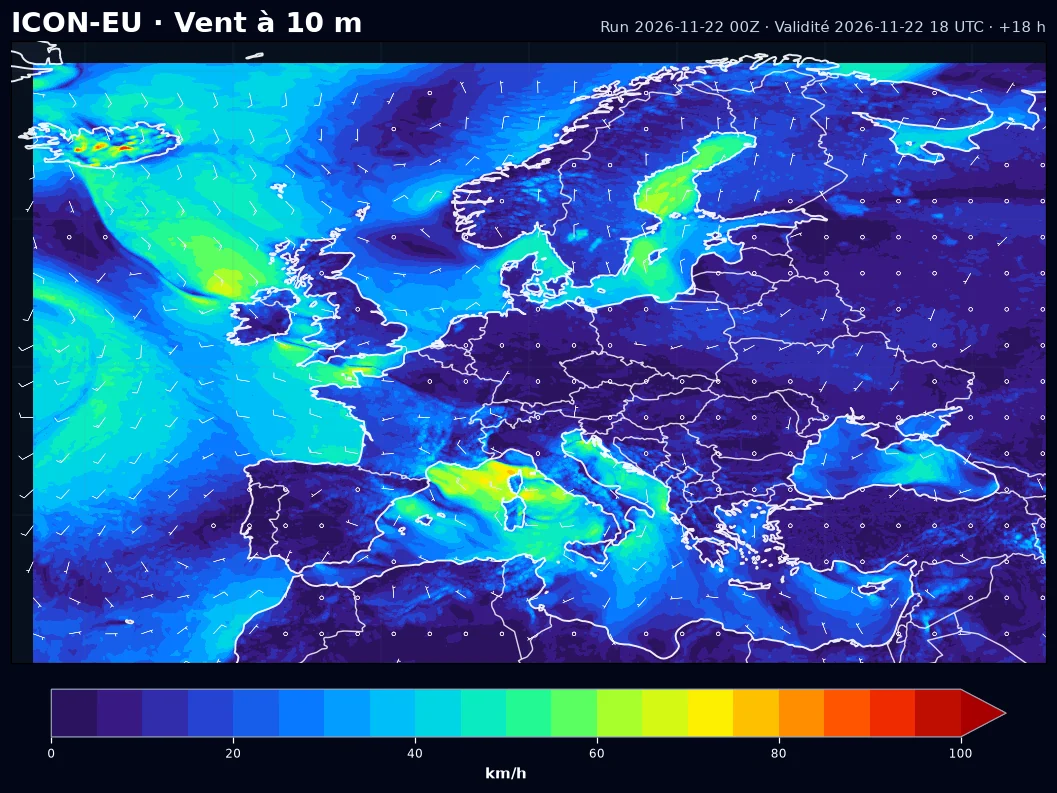 ICON-EU · Vent à 10 m
Run 2026-11-22 00Z · Validité 2026-11-22 18 UTC · +18 h
0 20 40 60 80 100
km/h